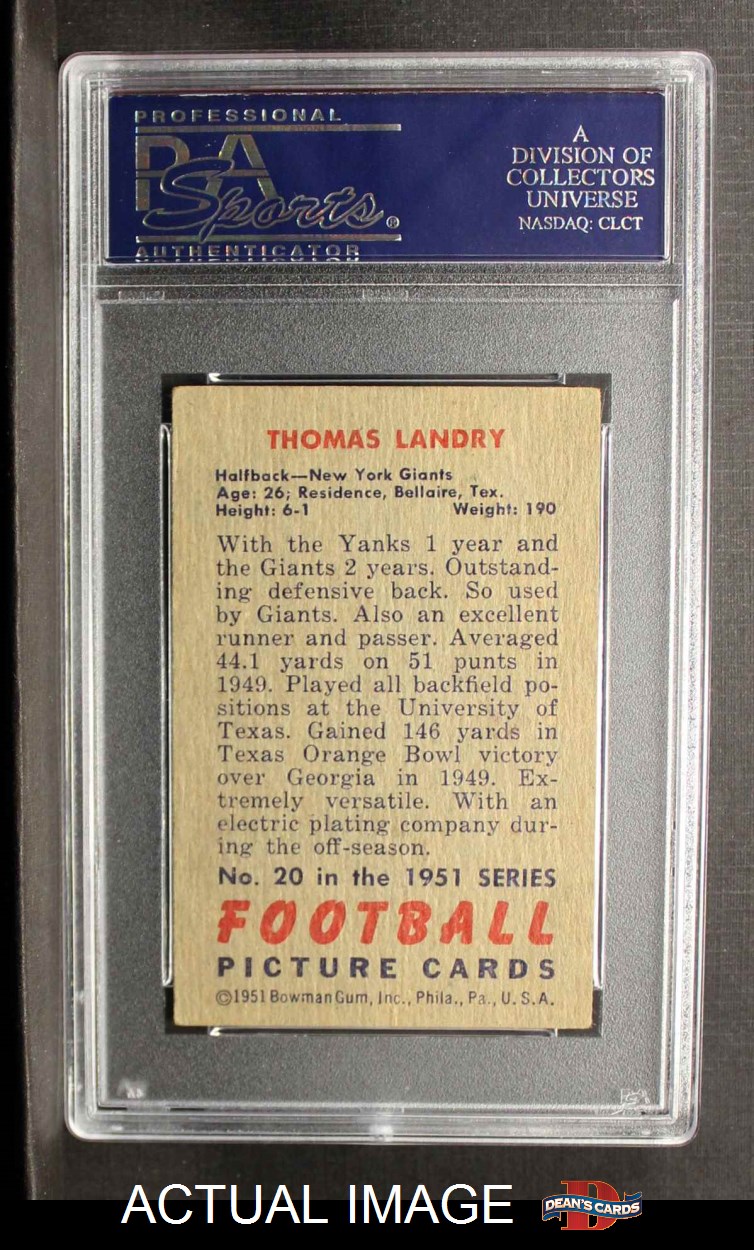 PROFESSIONAL
PSA
Sports®
AUTHENTICATOR
A
DIVISION OF
COLLECTORS
UNIVERSE
NASDAQ: CLCT
THOMAS LANDRY
Halfback—New York Giants
Age: 26; Residence, Bellaire, Tex.
Height: 6-1 Weight: 190
With the Yanks 1 year and
the Giants 2 years. Outstand-
ing defensive back. So used
by Giants. Also an excellent
runner and passer. Averaged
44.1 yards on 51 punts in
1949. Played all backfield po-
sitions at the University of
Texas. Gained 146 yards in
Texas Orange Bowl victory
over Georgia in 1949. Ex-
tremely versatile. With an
electric plating company dur-
ing the off-season.
No. 20 in the 1951 SERIES
FOOTBALL
PICTURE CARDS
©1951 Bowman Gum, Inc., Phila., Pa., U. S. A.
ACTUAL IMAGE
D
DEAN'S CARDS